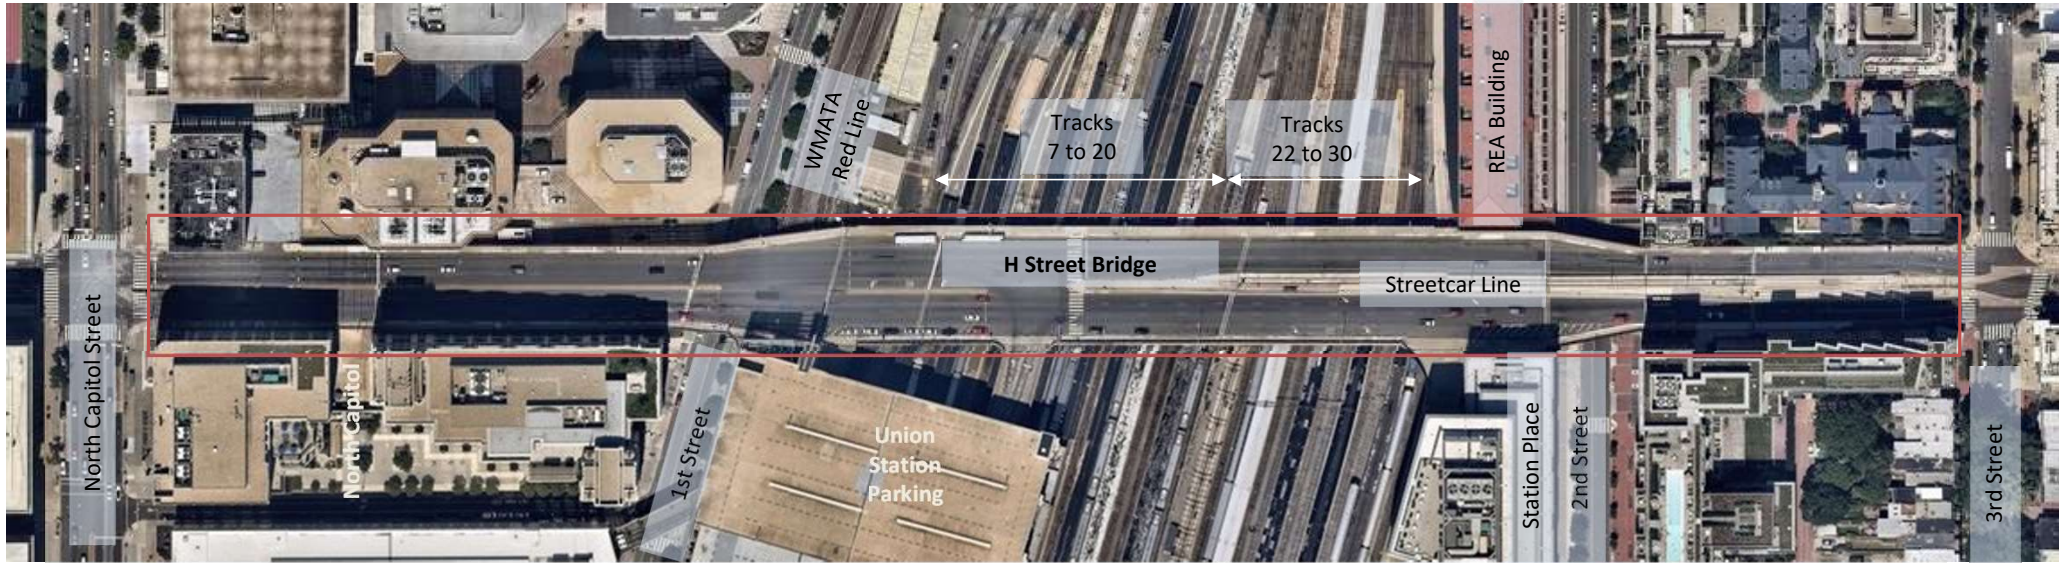 WMATA
Red Line
Tracks
7 to 20
Tracks
22 to 30
REA Building
H Street Bridge
Streetcar Line
North Capitol Street
North Capitol
1st Street
Union
Station
Parking
Station Place
2nd Street
3rd Street